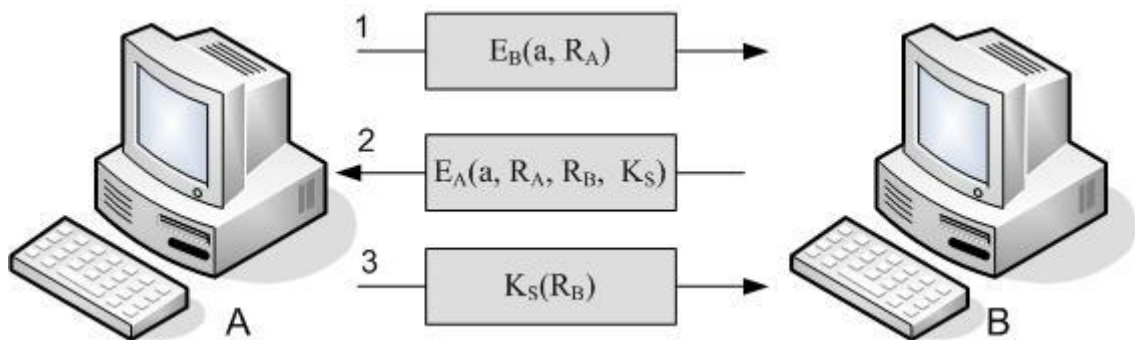 1
E_B(a, R_A)
2
E_A(a, R_A, R_B, K_S)
3
K_S(R_B)
A
B